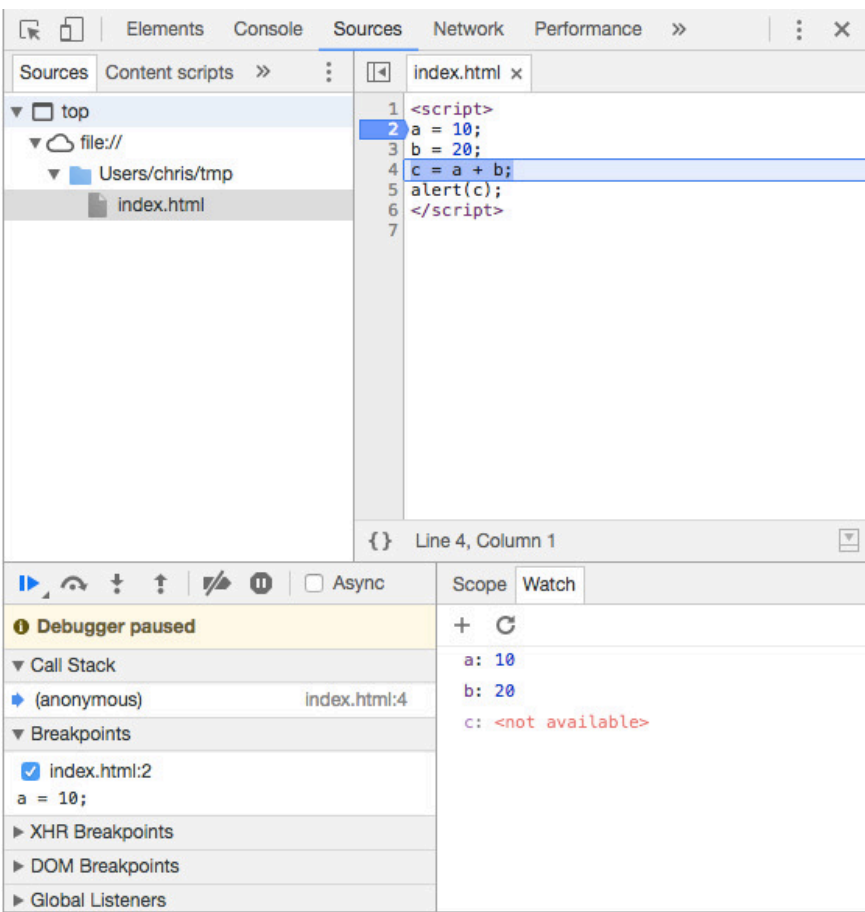 Elements Console Sources Network Performance »
Sources Content scripts »
index.html ×
top
file://
Users/chris/tmp
index.html
1 <script>
2 a = 10;
3 b = 20;
4 c = a + b;
5 alert(c);
6 </script>
7
{} Line 4, Column 1
Async
Debugger paused
Call Stack
(anonymous) index.html:4
Breakpoints
index.html:2
a = 10;
XHR Breakpoints
DOM Breakpoints
Global Listeners
Scope Watch
a: 10
b: 20
c: <not available>